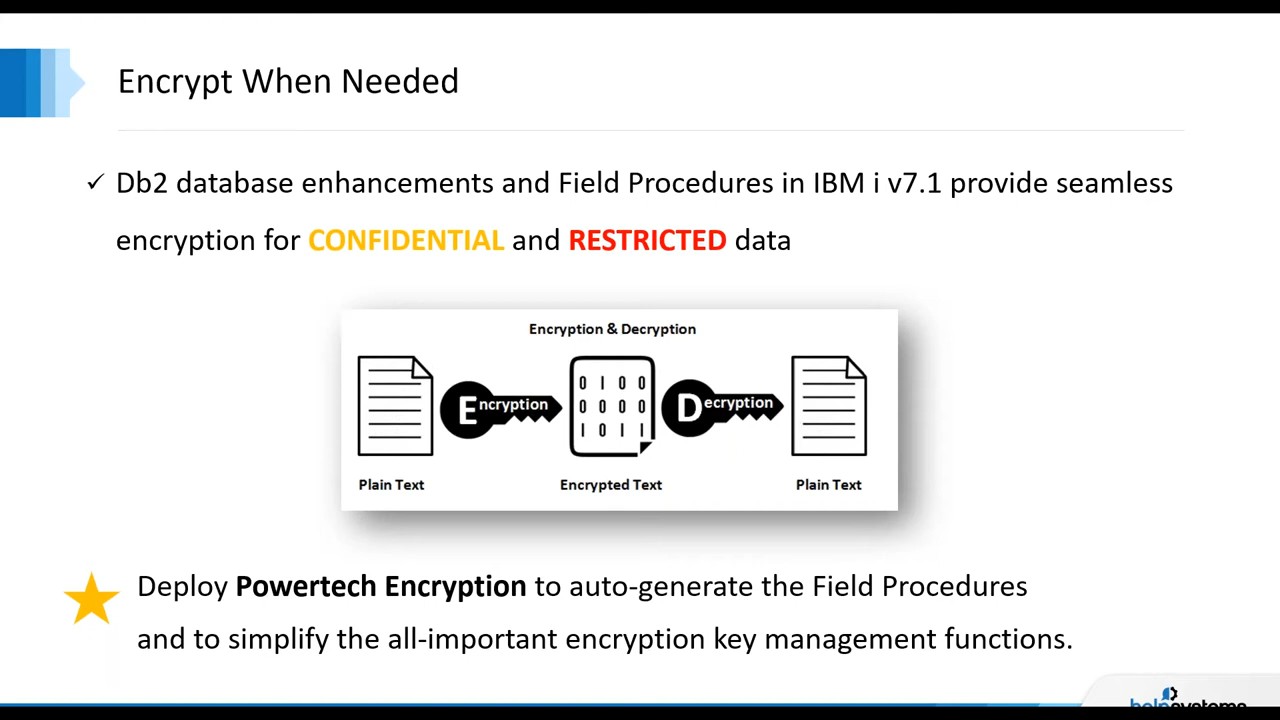 Encrypt When Needed
✓ Db2 database enhancements and Field Procedures in IBM i v7.1 provide seamless
encryption for CONFIDENTIAL and RESTRICTED data
Encryption & Decryption
Encryption
0 1 0 0
0 0 0 0
1 0 1 1
Decryption
Plain Text
Encrypted Text
Plain Text
Deploy Powertech Encryption to auto-generate the Field Procedures
and to simplify the all-important encryption key management functions.
helpsystems